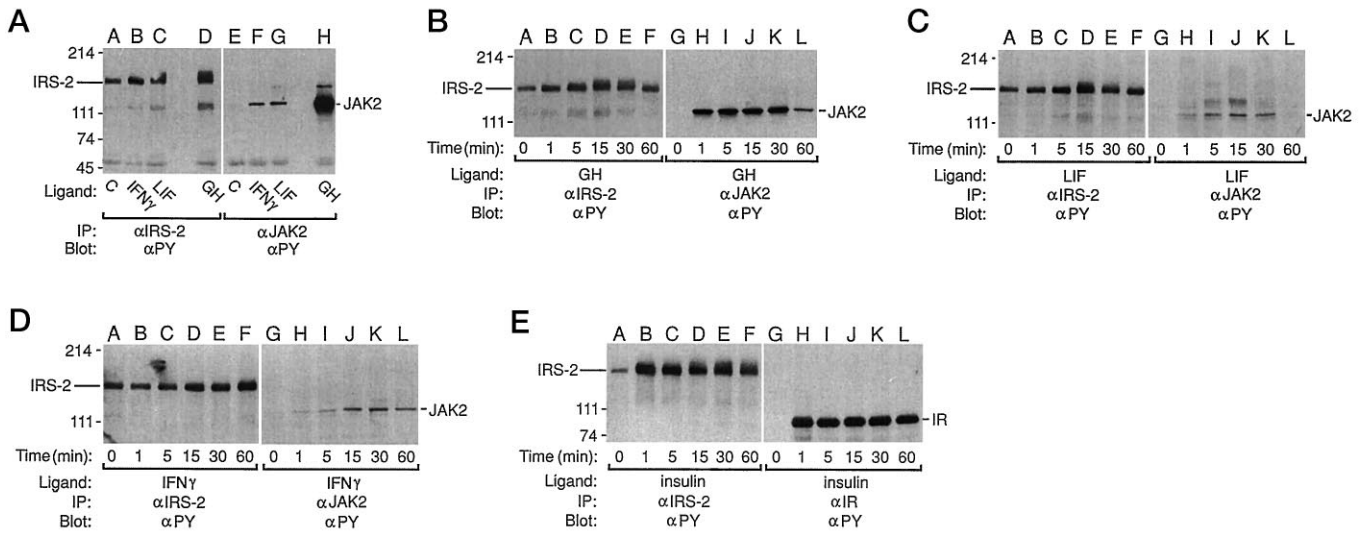 A
A B C D E F G H
214
IRS-2
111
JAK2
74
45
Ligand: C IFNγ LIF GH C IFNγ LIF GH
IP: αIRS-2 αJAK2
Blot: αPY αPY
B
A B C D E F G H I J K L
214
IRS-2
111
JAK2
Time (min): 0 1 5 15 30 60 0 1 5 15 30 60
Ligand: GH GH
IP: αIRS-2 αJAK2
Blot: αPY αPY
C
A B C D E F G H I J K L
214
IRS-2
111
JAK2
Time (min): 0 1 5 15 30 60 0 1 5 15 30 60
Ligand: LIF LIF
IP: αIRS-2 αJAK2
Blot: αPY αPY
D
A B C D E F G H I J K L
214
IRS-2
111
JAK2
Time (min): 0 1 5 15 30 60 0 1 5 15 30 60
Ligand: IFNγ IFNγ
IP: αIRS-2 αJAK2
Blot: αPY αPY
E
A B C D E F G H I J K L
IRS-2
111
IR
74
Time (min): 0 1 5 15 30 60 0 1 5 15 30 60
Ligand: insulin insulin
IP: αIRS-2 αIR
Blot: αPY αPY